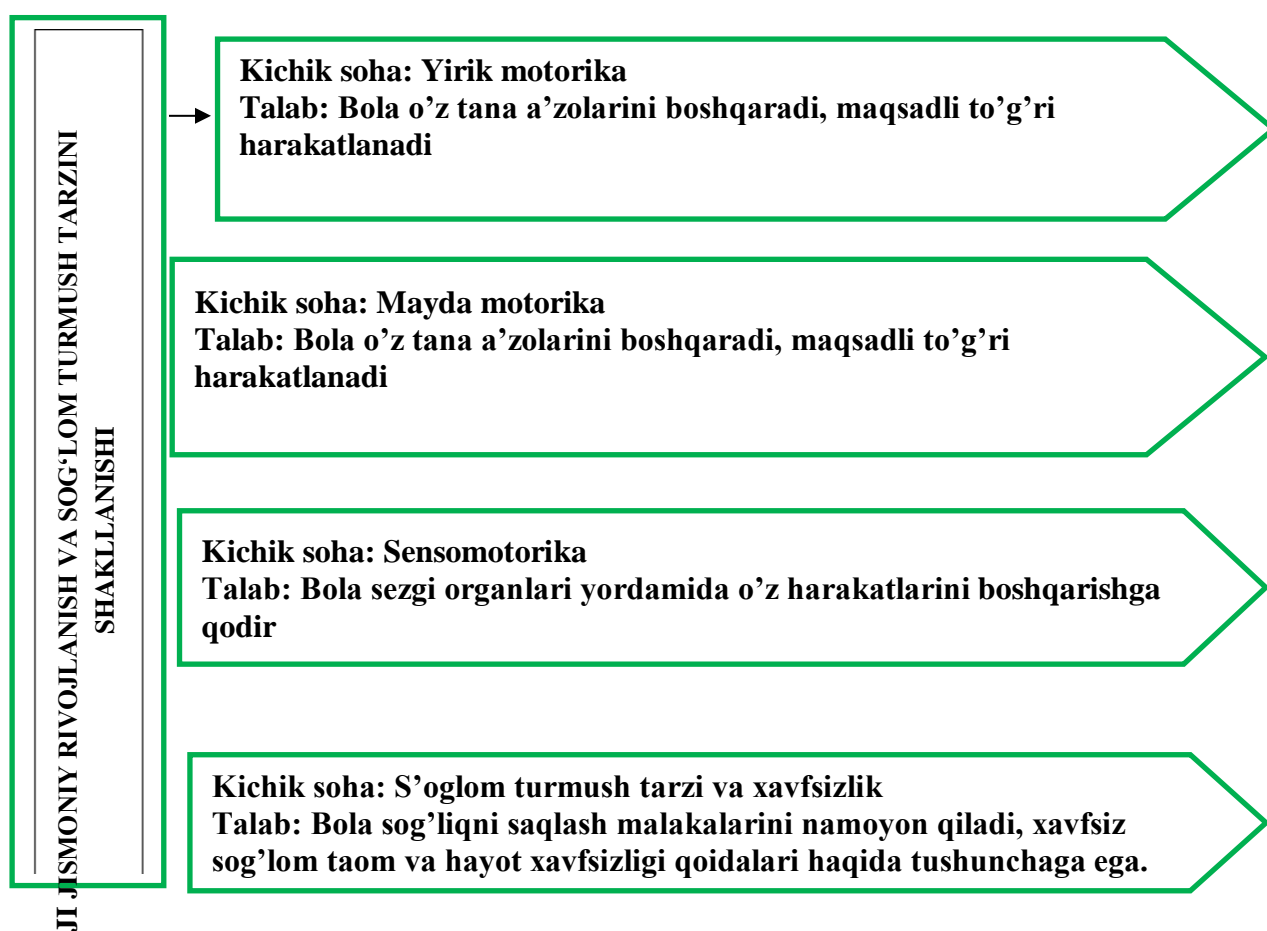 JI JISMONIY RIVOJLANISH VA SOG‘LOM TURMUSH TARZINI
SHAKLLANISHI
Kichik soha: Yirik motorika
Talab: Bola o’z tana a’zolarini boshqaradi, maqsadli to’g’ri
harakatlanadi
Kichik soha: Mayda motorika
Talab: Bola o’z tana a’zolarini boshqaradi, maqsadli to’g’ri
harakatlanadi
Kichik soha: Sensomotorika
Talab: Bola sezgi organlari yordamida o’z harakatlarini boshqarishga
qodir
Kichik soha: S’oglom turmush tarzi va xavfsizlik
Talab: Bola sog’liqni saqlash malakalarini namoyon qiladi, xavfsiz
sog’lom taom va hayot xavfsizligi qoidalari haqida tushunchaga ega.